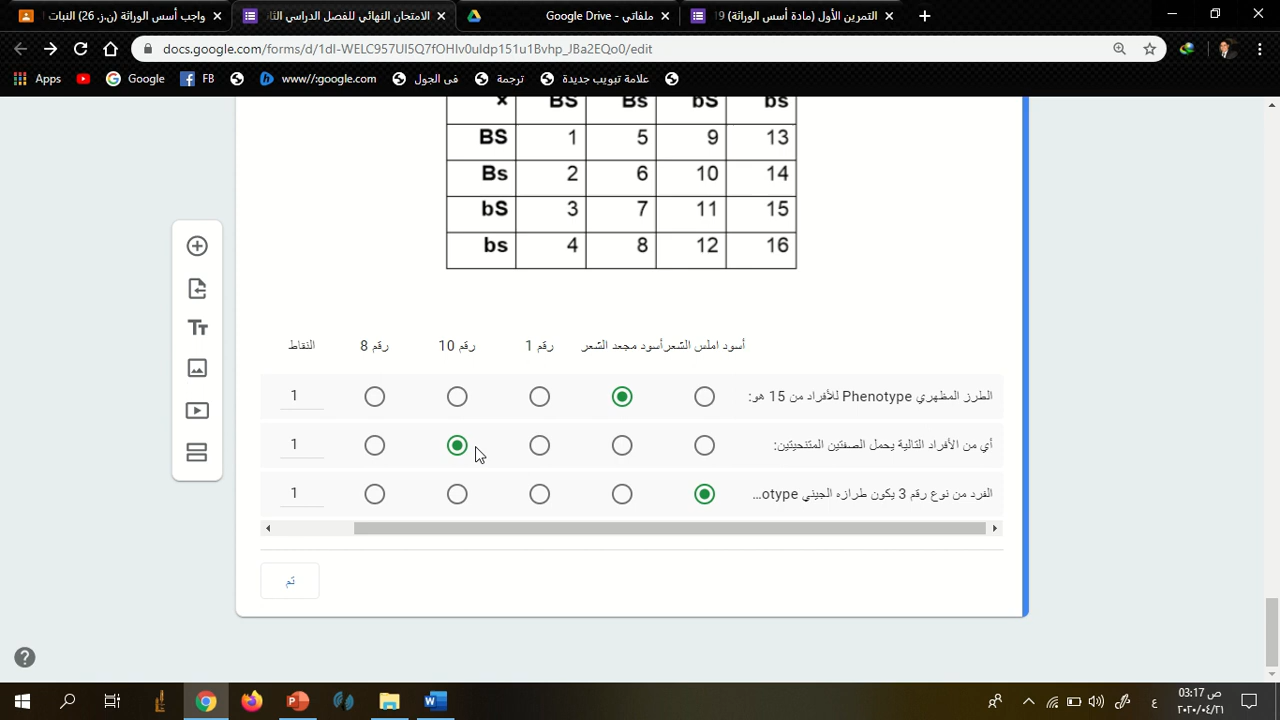 واجب أسس الوراثة (ن.ز. 26) النبات
الامتحان النهائي للفصل الدراسي الثا
ملفاتي - Google Drive
التمرين الأول (مادة أسس الوراثة) 19
docs.google.com/forms/d/1dI-WELC957UI5Q7fOHIv0uIdp151u1Bvhp_JBa2EQo0/edit
Apps
Google
FB
www//:google.com
في الجول
ترجمة
علامة تبويب جديدة
× BS Bs bS bs
BS 1 5 9 13
Bs 2 6 10 14
bS 3 7 11 15
bs 4 8 12 16
أسود املس الشعر أسود مجعد الشعر رقم 1 رقم 10 رقم 8 النقاط
الطرز المظهري Phenotype للأفراد من 15 هو: 1
أي من الأفراد التالية يحمل الصفتين المتنحيتين: 1
الفرد من نوع رقم 3 يكون طرازه الجيني otype... 1
تم
03:17 ص
٢٠٢٠/٠٤/٢١
ع